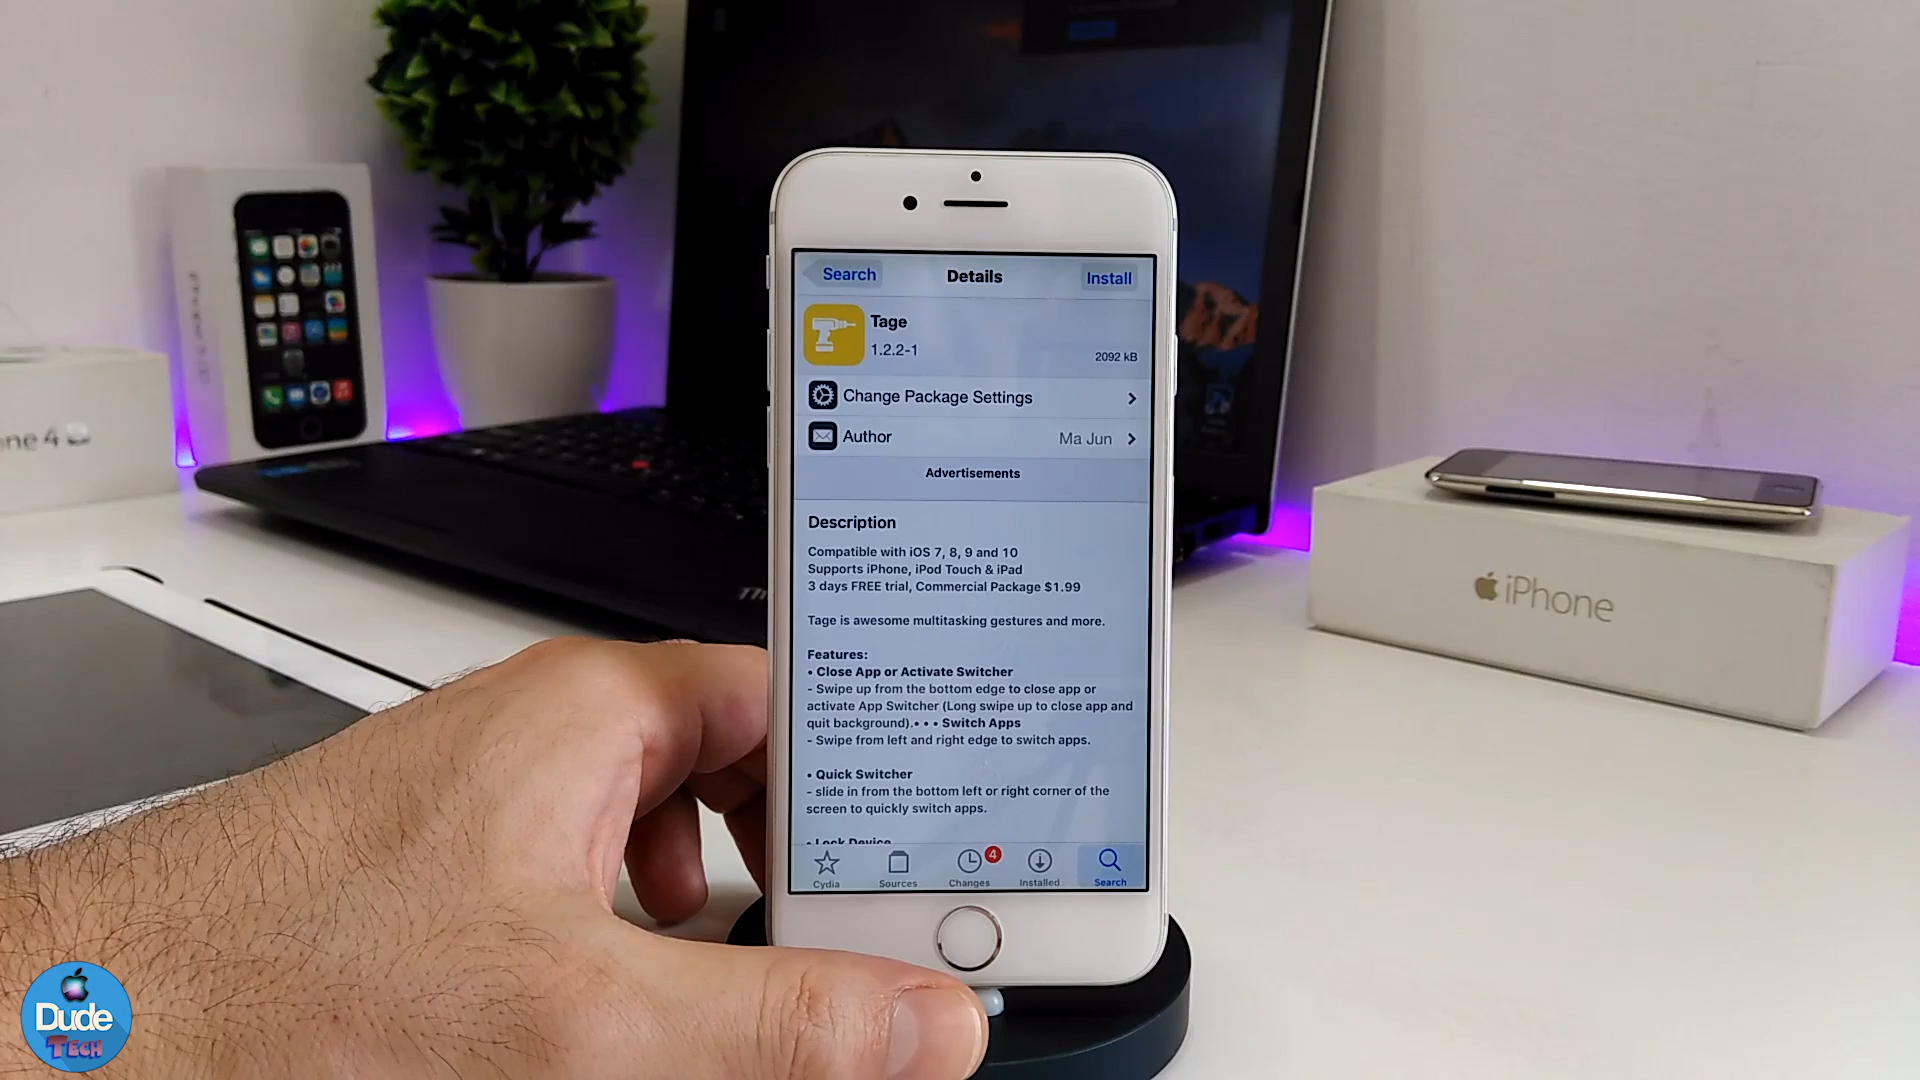 Search
Details
Install
Tage
1.2.2-1
2092 kB
Change Package Settings
Author
Ma Jun
Advertisements
Description
Compatible with iOS 7, 8, 9 and 10
Supports iPhone, iPod Touch & iPad
3 days FREE trial, Commercial Package $1.99
Tage is awesome multitasking gestures and more.
Features:
• Close App or Activate Switcher
- Swipe up from the bottom edge to close app or
activate App Switcher (Long swipe up to close app and
quit background).• • • Switch Apps
- Swipe from left and right edge to switch apps.
• Quick Switcher
- slide in from the bottom left or right corner of the
screen to quickly switch apps.
• Lock Device
Cydia
Sources
4
Changes
Installed
Search
iPhone
Dude
TECH